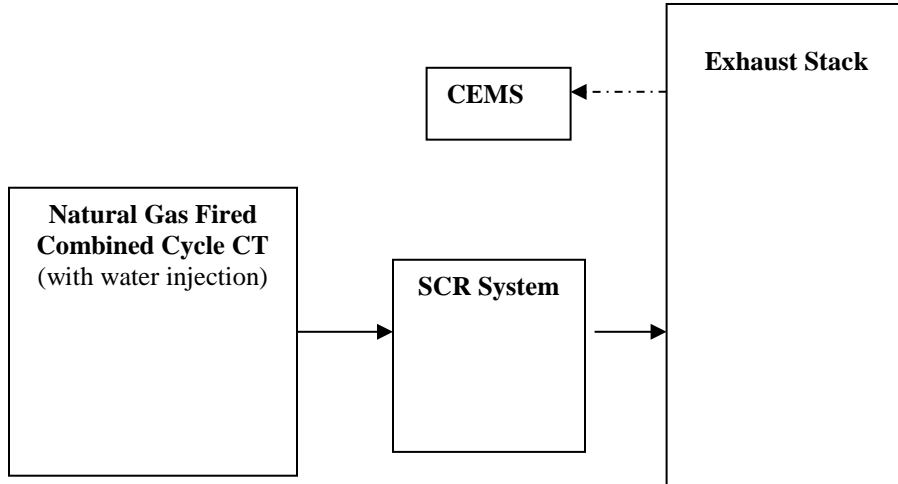 Exhaust Stack
CEMS
Natural Gas Fired
Combined Cycle CT
(with water injection)
SCR System